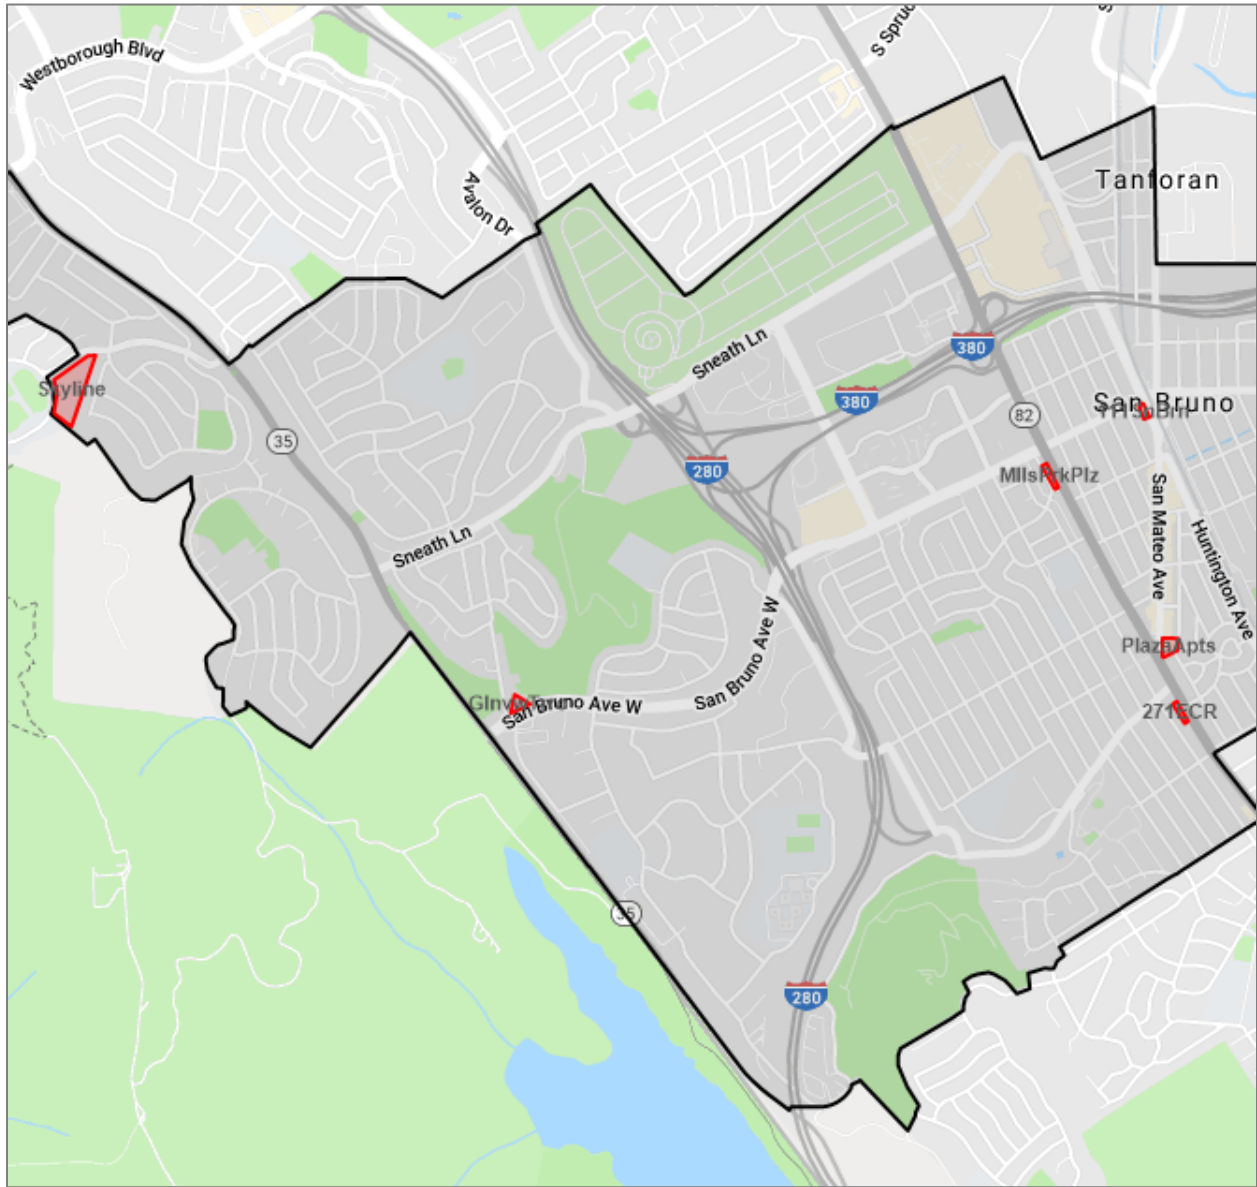 Westborough Blvd
S Spruc
Avalon Dr
Tanforan
Sneath Ln
380
380
Skyline
82
San Bruno
35
280
MllsPrkPlz
San Mateo Ave
Huntington Ave
Sneath Ln
San Bruno Ave W
PlazaApts
San Bruno Ave W
271ECR
35
280